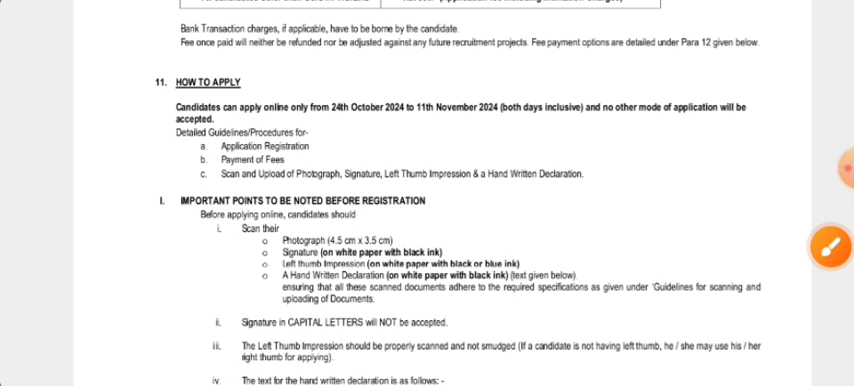 Bank Transaction charges, if applicable, have to be borne by the candidate.
Fee once paid will neither be refunded nor be adjusted against any future recruitment projects. Fee payment options are detailed under Para 12 given below.
11. HOW TO APPLY
Candidates can apply online only from 24th October 2024 to 11th November 2024 (both days inclusive) and no other mode of application will be
accepted.
Detailed Guidelines/Procedures for-
a. Application Registration
b. Payment of Fees
c. Scan and Upload of Photograph, Signature, Left Thumb Impression & a Hand Written Declaration.
I. IMPORTANT POINTS TO BE NOTED BEFORE REGISTRATION
Before applying online, candidates should
i. Scan their
o Photograph (4.5 cm x 3.5 cm)
o Signature (on white paper with black ink)
o Left thumb Impression (on white paper with black or blue ink)
o A Hand Written Declaration (on white paper with black ink) (text given below)
ensuring that all these scanned documents adhere to the required specifications as given under 'Guidelines for scanning and
uploading of Documents.
ii. Signature in CAPITAL LETTERS will NOT be accepted.
iii. The Left Thumb Impression should be properly scanned and not smudged (If a candidate is not having left thumb, he / she may use his / her
right thumb for applying).
iv. The text for the hand written declaration is as follows: -